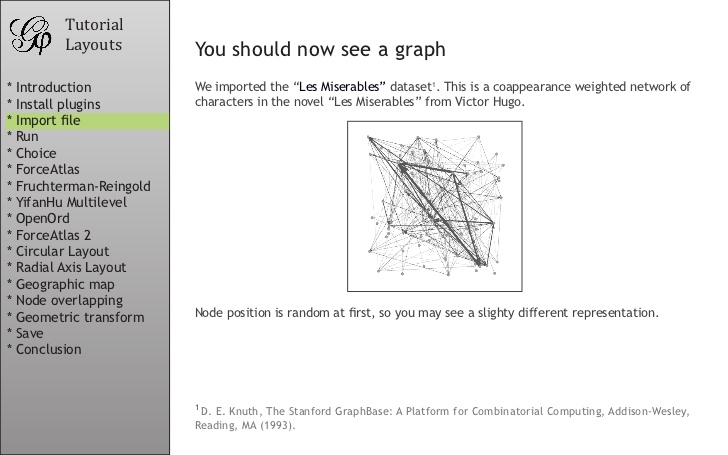 Tutorial
Layouts
* Introduction
* Install plugins
* Import file
* Run
* Choice
* ForceAtlas
* Fruchterman-Reingold
* YifanHu Multilevel
* OpenOrd
* ForceAtlas 2
* Circular Layout
* Radial Axis Layout
* Geographic map
* Node overlapping
* Geometric transform
* Save
* Conclusion
You should now see a graph
We imported the “Les Miserables” dataset¹. This is a coappearance weighted network of
characters in the novel “Les Miserables” from Victor Hugo.
Node position is random at first, so you may see a slighty different representation.
¹ D. E. Knuth, The Stanford GraphBase: A Platform for Combinatorial Computing, Addison-Wesley,
Reading, MA (1993).